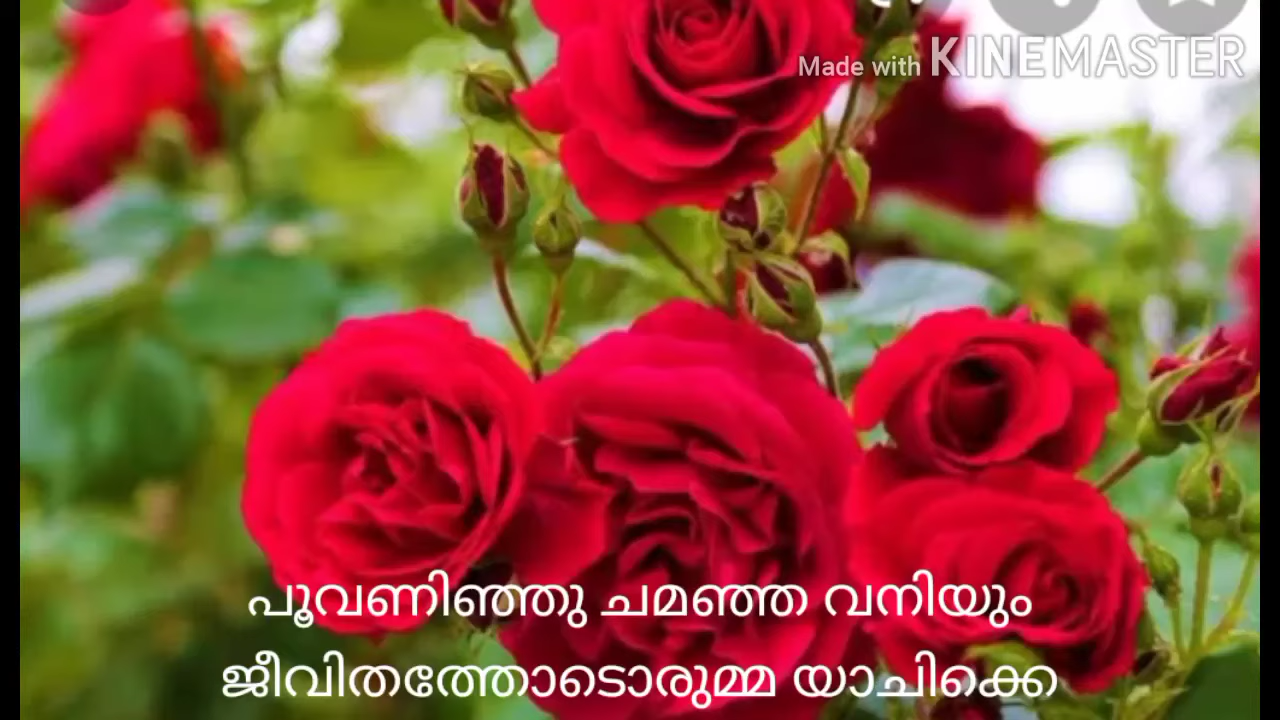 Made with KINEMASTER
പൂവണിഞ്ഞു ചമഞ്ഞ വനിയും
ജീവിതത്തോടൊരുമ്മ യാചിക്കെ